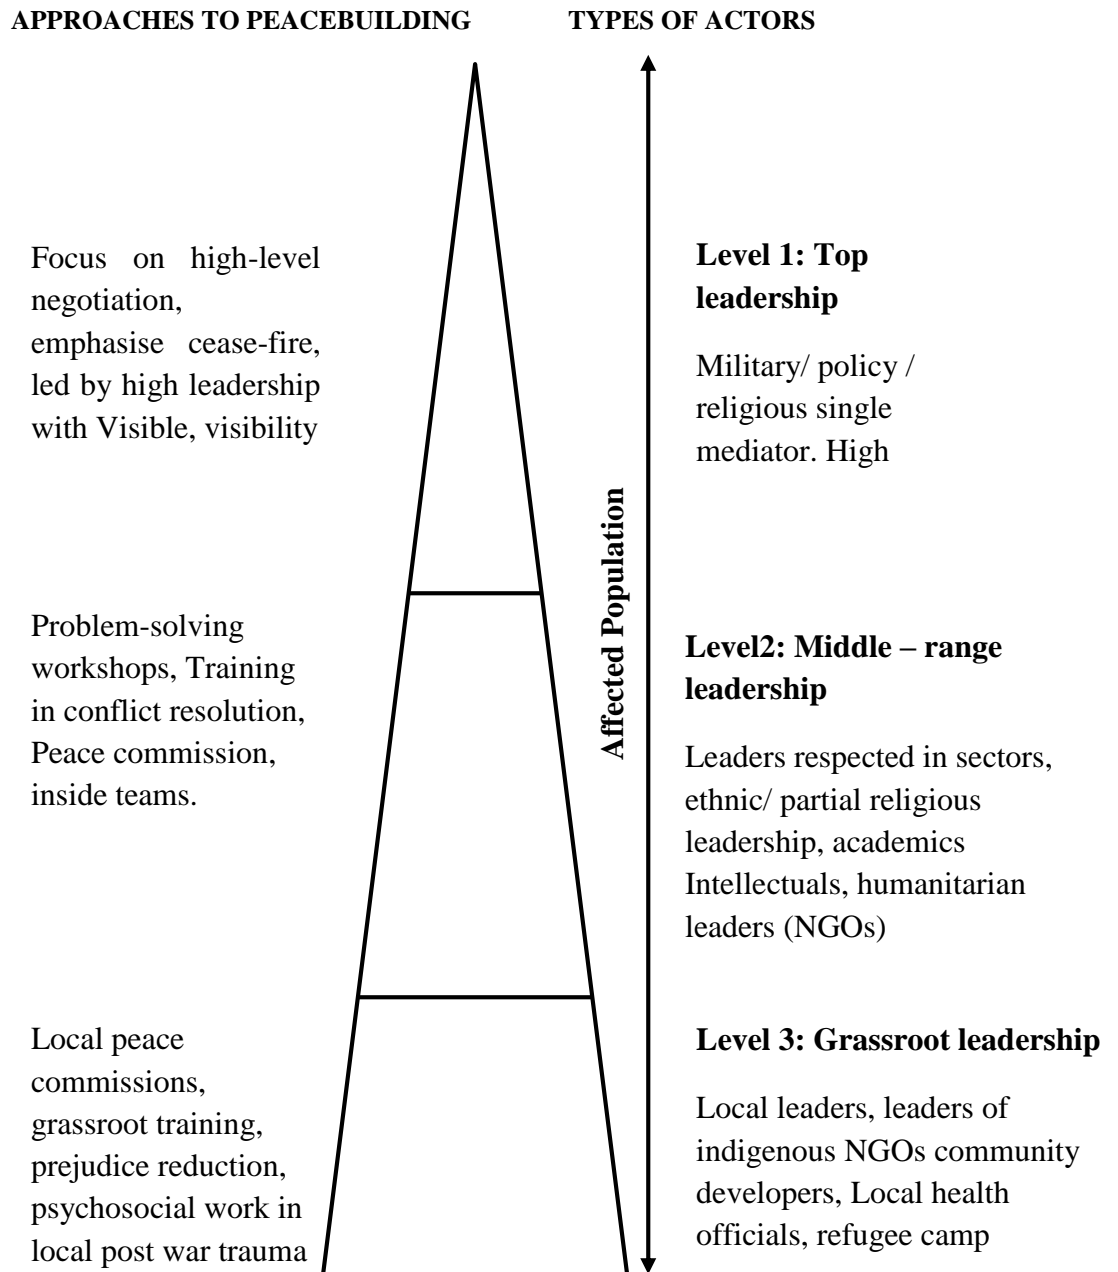 APPROACHES TO PEACEBUILDING
TYPES OF ACTORS
Focus on high-level
negotiation,
emphasise cease-fire,
led by high leadership
with Visible, visibility
Level 1: Top
leadership
Military/ policy /
religious single
mediator. High
Affected Population
Problem-solving
workshops, Training
in conflict resolution,
Peace commission,
inside teams.
Level2: Middle – range
leadership
Leaders respected in sectors,
ethnic/ partial religious
leadership, academics
Intellectuals, humanitarian
leaders (NGOs)
Local peace
commissions,
grassroot training,
prejudice reduction,
psychosocial work in
local post war trauma
Level 3: Grassroot leadership
Local leaders, leaders of
indigenous NGOs community
developers, Local health
officials, refugee camp